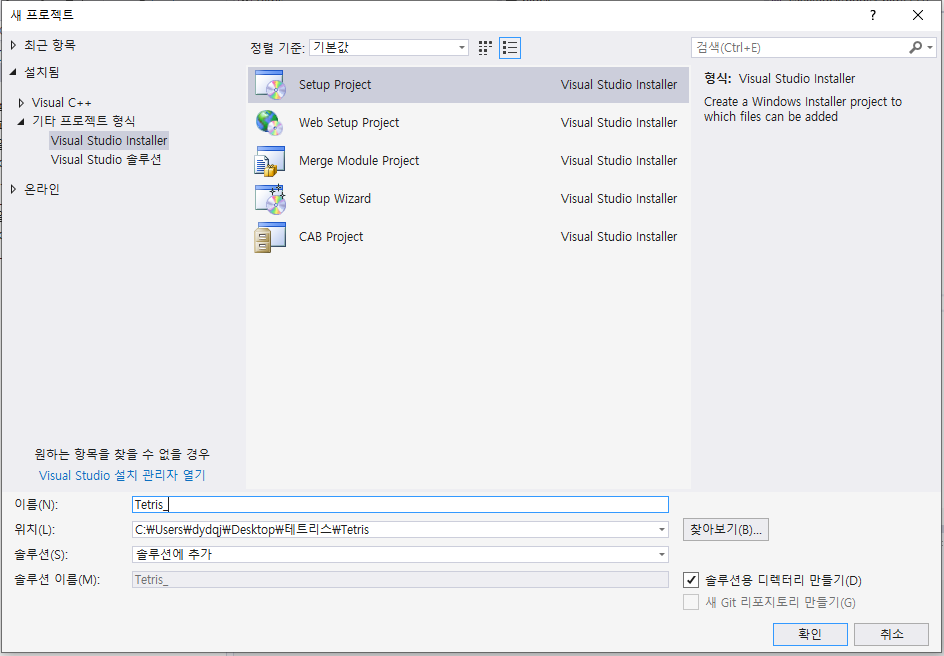 새 프로젝트
?
최근 항목
설치됨
Visual C++
기타 프로젝트 형식
Visual Studio Installer
Visual Studio 솔루션
온라인
원하는 항목을 찾을 수 없을 경우
Visual Studio 설치 관리자 열기
정렬 기준: 기본값
Setup Project Visual Studio Installer
Web Setup Project Visual Studio Installer
Merge Module Project Visual Studio Installer
Setup Wizard Visual Studio Installer
CAB Project Visual Studio Installer
검색(Ctrl+E)
형식: Visual Studio Installer
Create a Windows Installer project to
which files can be added
이름(N): Tetris_
위치(L): C:₩Users₩dydqj₩Desktop₩테트리스₩Tetris
찾아보기(B)...
솔루션(S): 솔루션에 추가
솔루션 이름(M): Tetris_
솔루션용 디렉터리 만들기(D)
새 Git 리포지토리 만들기(G)
확인 취소